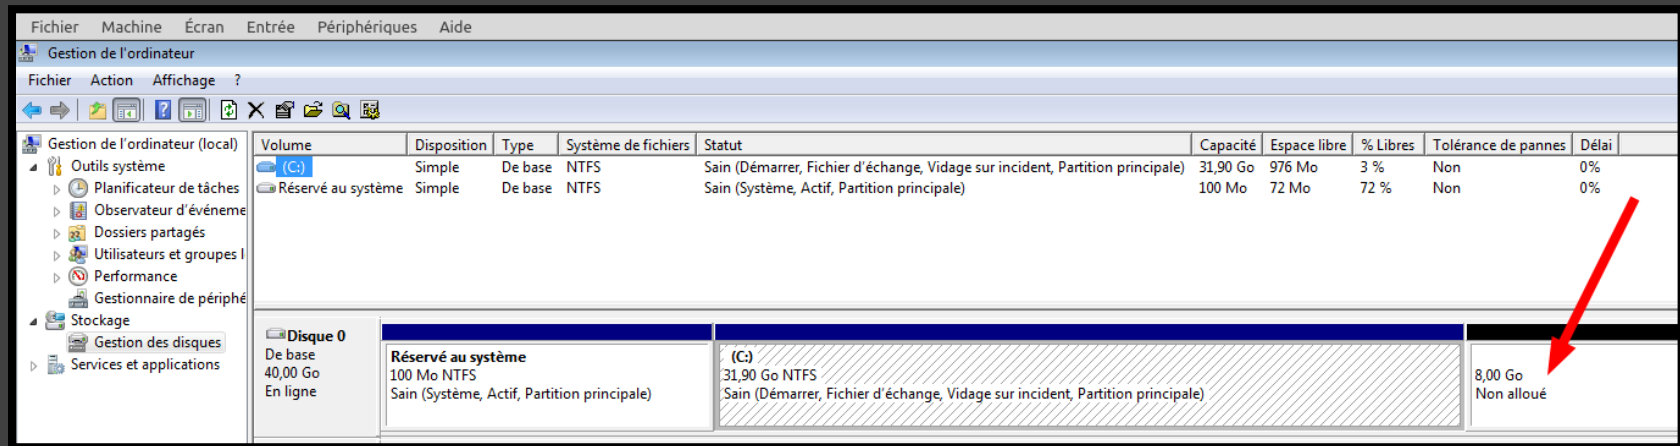 Fichier Machine Écran Entrée Périphériques Aide
Gestion de l'ordinateur
Fichier Action Affichage ?
Gestion de l'ordinateur (local)
Outils système
Planificateur de tâches
Observateur d'événeme
Dossiers partagés
Utilisateurs et groupes l
Performance
Gestionnaire de périphé
Stockage
Gestion des disques
Services et applications
Volume Disposition Type Système de fichiers Statut Capacité Espace libre % Libres Tolérance de pannes Délai
(C:) Simple De base NTFS Sain (Démarrer, Fichier d'échange, Vidage sur incident, Partition principale) 31,90 Go 976 Mo 3 % Non 0%
Réservé au système Simple De base NTFS Sain (Système, Actif, Partition principale) 100 Mo 72 Mo 72 % Non 0%
Disque 0
De base
40,00 Go
En ligne
Réservé au système
100 Mo NTFS
Sain (Système, Actif, Partition principale)
(C:)
31,90 Go NTFS
Sain (Démarrer, Fichier d'échange, Vidage sur incident, Partition principale)
8,00 Go
Non alloué